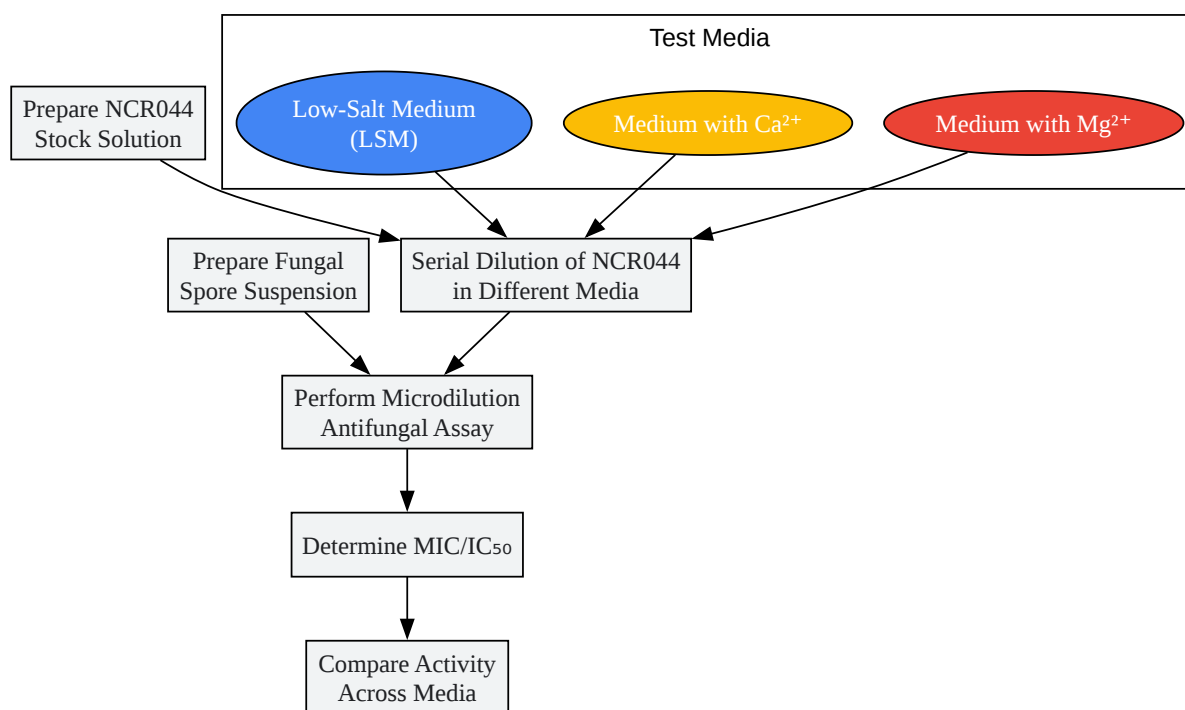 Test Media
Prepare NCR044
Stock Solution
Low-Salt Medium
(LSM)
Medium with Ca²⁺
Medium with Mg²⁺
Prepare Fungal
Spore Suspension
Serial Dilution of NCR044
in Different Media
Perform Microdilution
Antifungal Assay
Determine MIC/IC₅₀
Compare Activity
Across Media